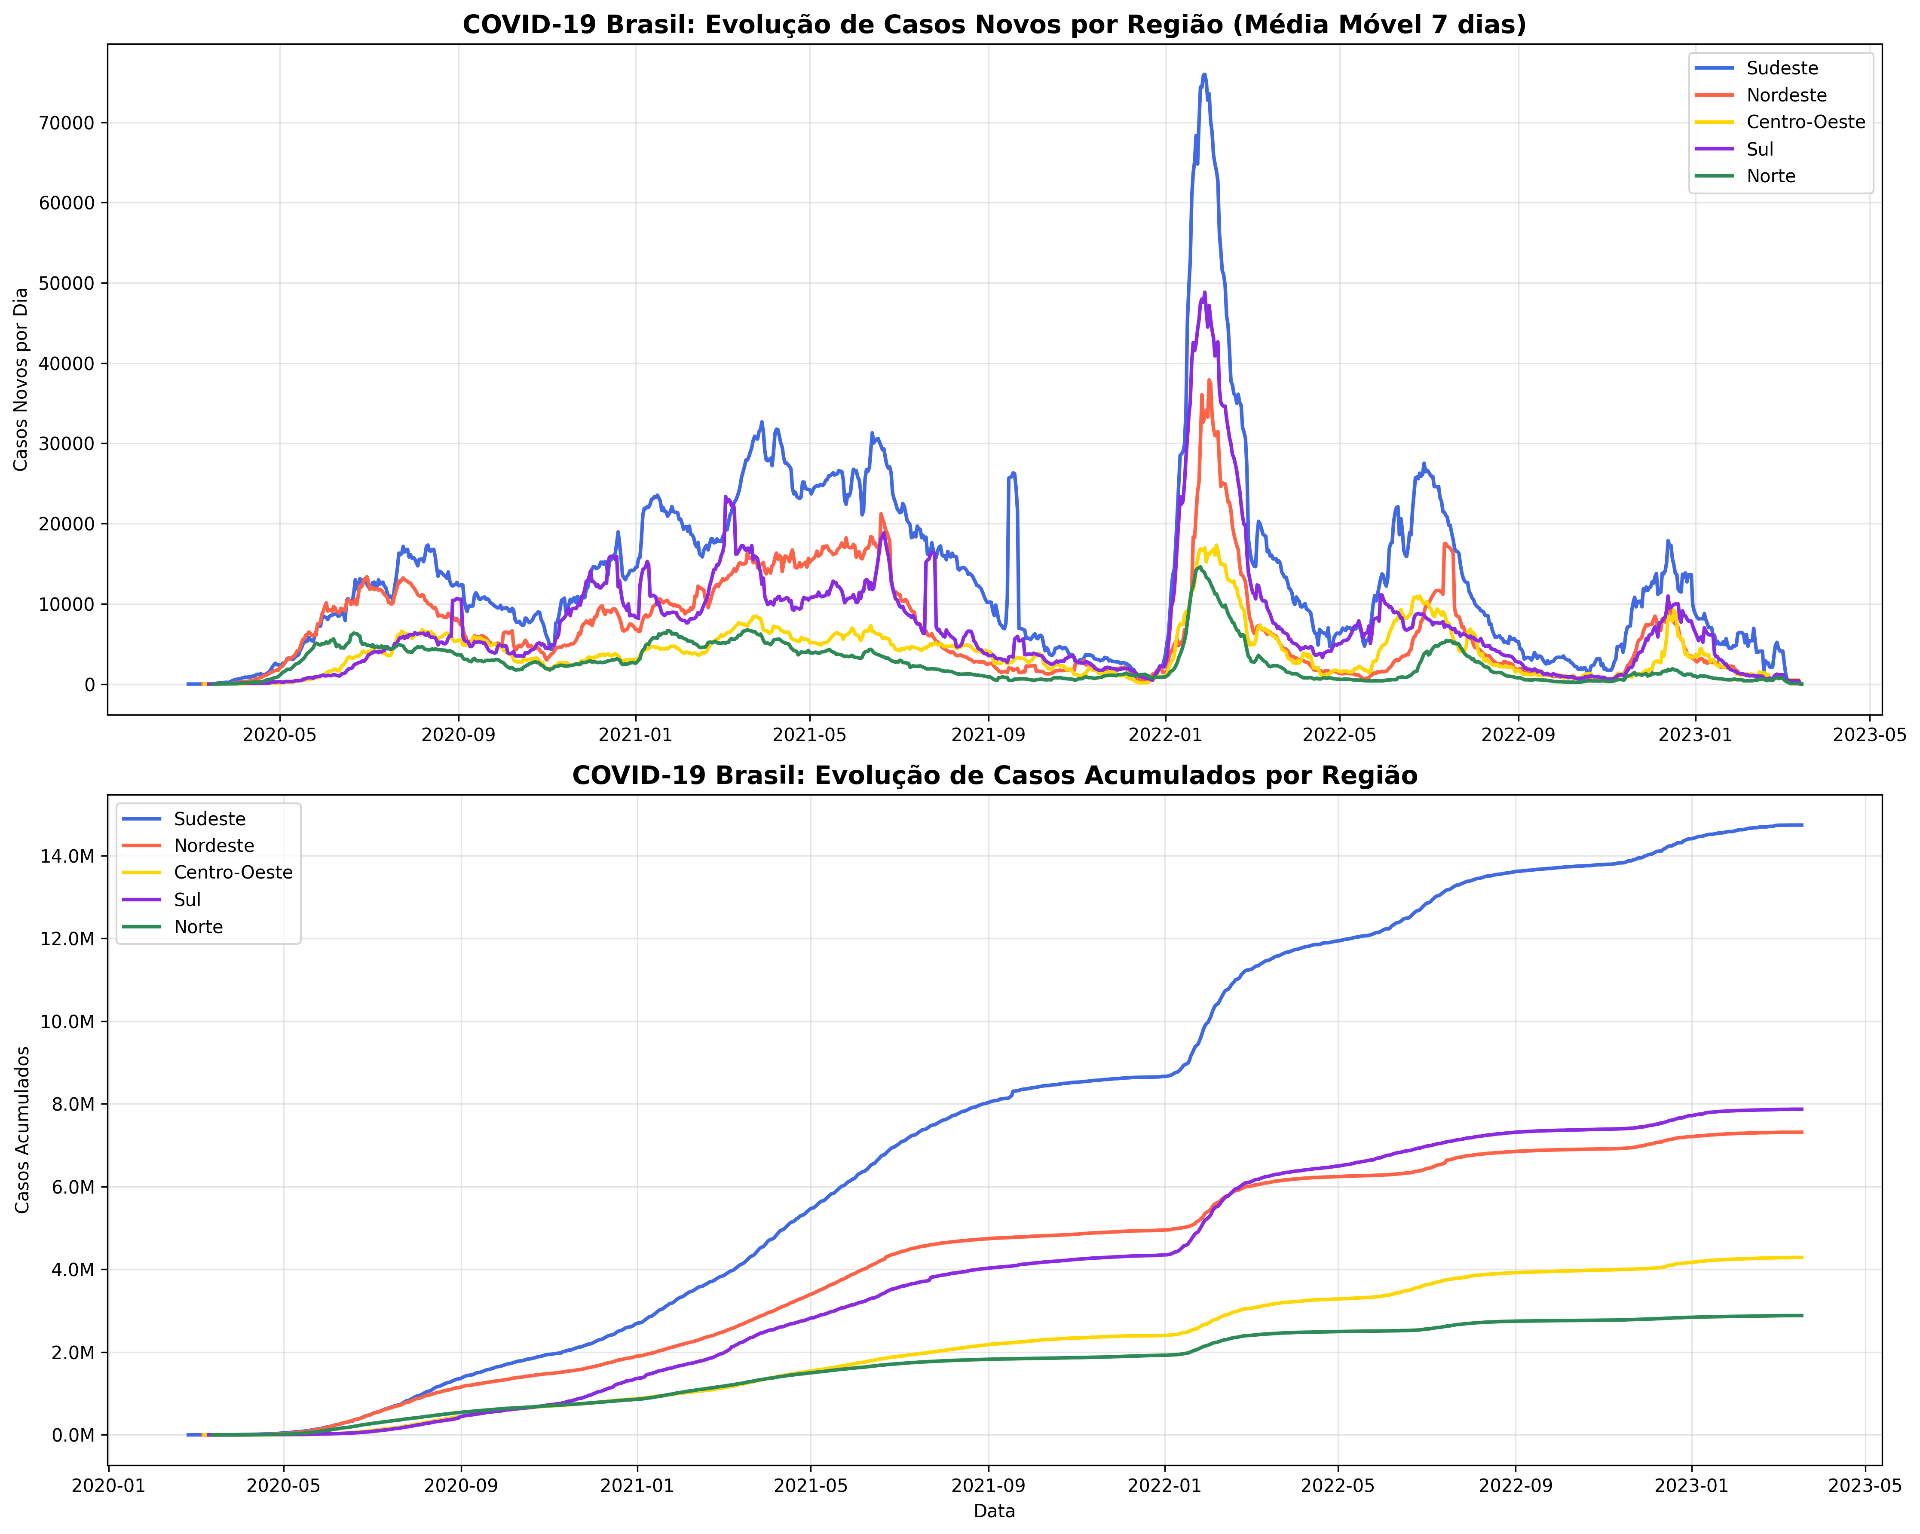 COVID-19 Brasil: Evolução de Casos Novos por Região (Média Móvel 7 dias)
Casos Novos por Dia
70000
60000
50000
40000
30000
20000
10000
0
Sudeste
Nordeste
Centro-Oeste
Sul
Norte
2020-05
2020-09
2021-01
2021-05
2021-09
2022-01
2022-05
2022-09
2023-01
2023-05
COVID-19 Brasil: Evolução de Casos Acumulados por Região
Casos Acumulados
14.0M
12.0M
10.0M
8.0M
6.0M
4.0M
2.0M
0.0M
Sudeste
Nordeste
Centro-Oeste
Sul
Norte
2020-01
2020-05
2020-09
2021-01
2021-05
2021-09
2022-01
2022-05
2022-09
2023-01
2023-05
Data